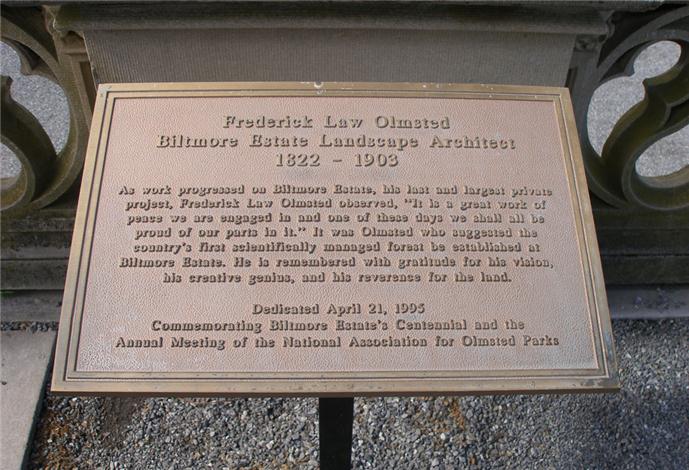 Frederick Law Olmsted
Biltmore Estate Landscape Architect
1822 - 1903
As work progressed on Biltmore Estate, his last and largest private
project, Frederick Law Olmsted observed, "It is a great work of
peace we are engaged in and one of these days we shall all be
proud of our parts in it." It was Olmsted who suggested the
country's first scientifically managed forest be established at
Biltmore Estate. He is remembered with gratitude for his vision,
his creative genius, and his reverence for the land.
Dedicated April 21, 1995
Commemorating Biltmore Estate's Centennial and the
Annual Meeting of the National Association for Olmsted Parks